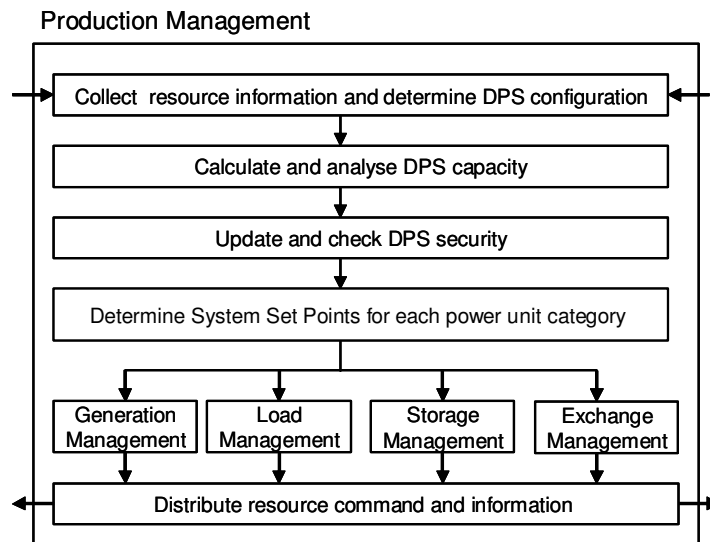 Production Management
Collect resource information and determine DPS configuration
Calculate and analyse DPS capacity
Update and check DPS security
Determine System Set Points for each power unit category
Generation
Management
Load
Management
Storage
Management
Exchange
Management
Distribute resource command and information